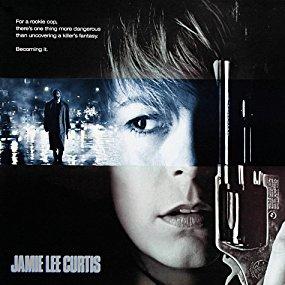 For a rookie cop,
there's one thing more dangerous
than uncovering a killer's fantasy.
Becoming it.
JAMIE LEE CURTIS